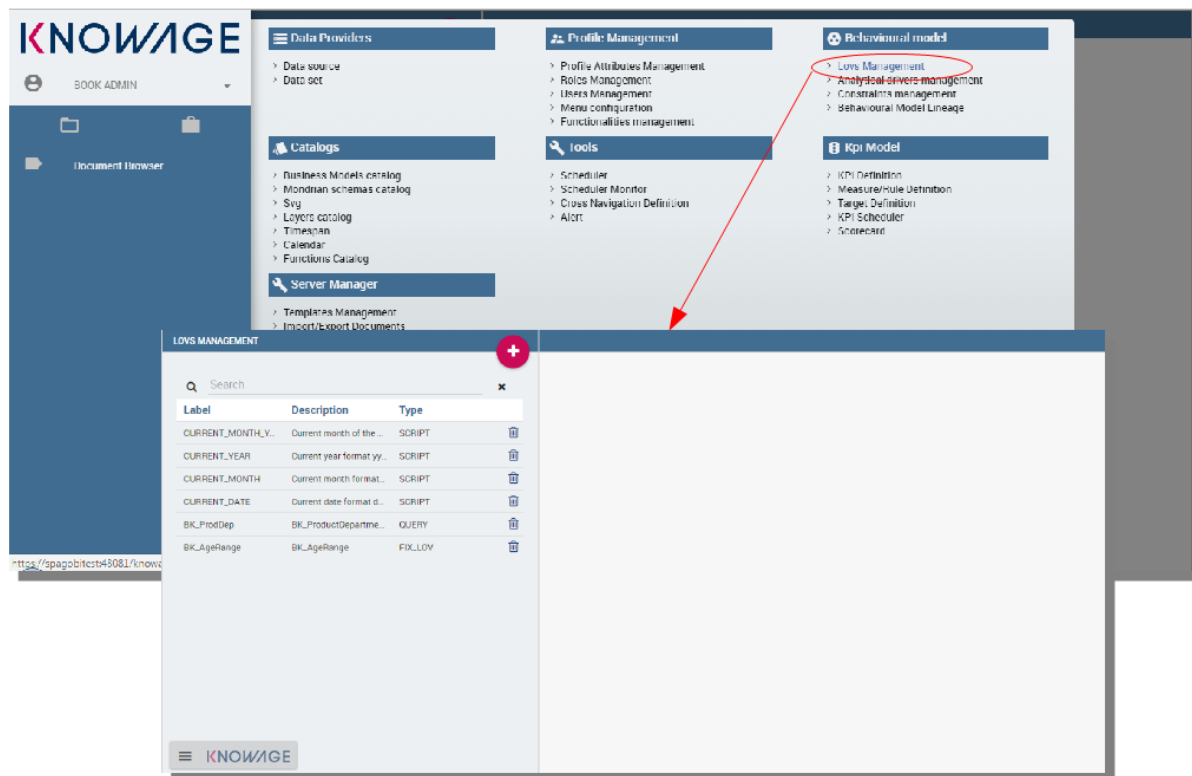 KNOWAGE
BOOK ADMIN
Document Browser
Data Providers
Data source
Data set
Profile Management
Profile Attributes Management
Roles Management
Users Management
Menu configuration
Functionalities management
Behavioural model
Lovs Management
Analytical drivers management
Constraints management
Behavioural Model Lineage
Catalogs
Business Models catalog
Mondrian schemas catalog
Svg
Layers catalog
Timespan
Calendar
Functions Catalog
Tools
Scheduler
Scheduler Monitor
Cross Navigation Definition
Alert
Kpi Model
KPI Definition
Measure/Rule Definition
Target Definition
KPI Scheduler
Scorecard
Server Manager
Templates Management
Import/Export Documents
https://spagobitest:48081/knowa
LOVS MANAGEMENT
+
Search
Label Description Type
CURRENT_MONTH_Y... Current month of the ... SCRIPT
CURRENT_YEAR Current year format yy... SCRIPT
CURRENT_MONTH Current month format... SCRIPT
CURRENT_DATE Current date format d... SCRIPT
BK_ProdDep BK_ProductDepartme... QUERY
BK_AgeRange BK_AgeRange FIX_LOV
KNOWAGE